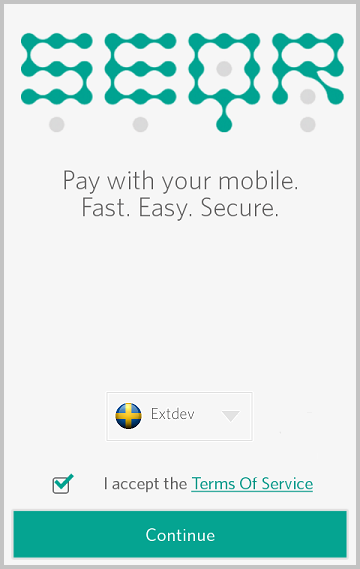 SEQR
Pay with your mobile.
Fast. Easy. Secure.
Extdev
I accept the Terms Of Service
Continue